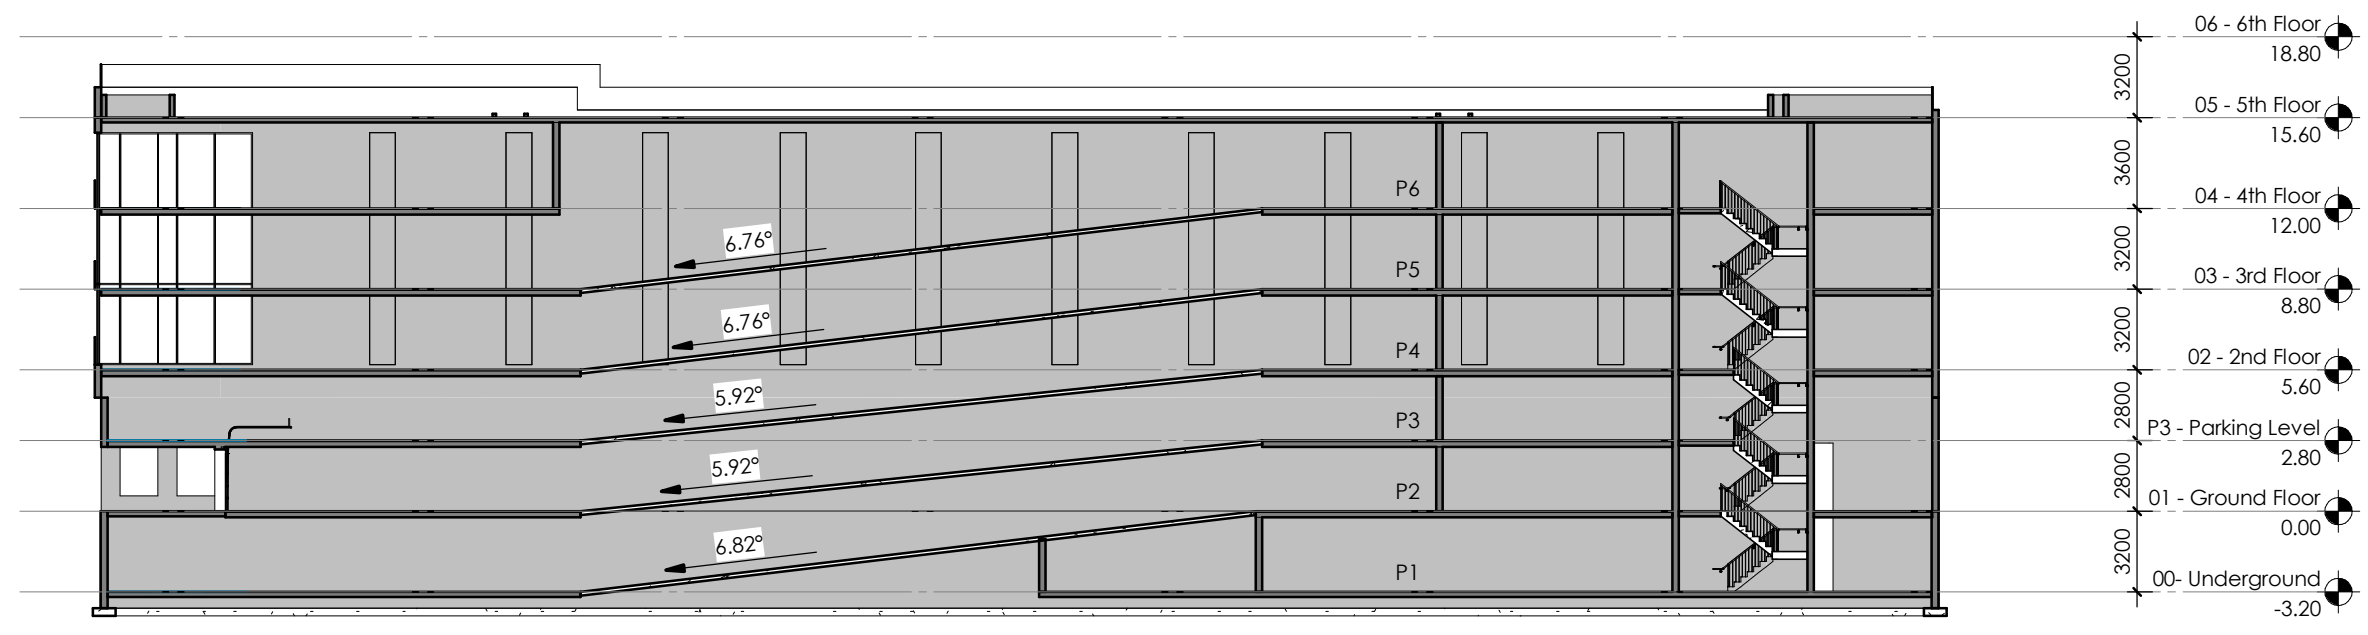 06 - 6th Floor
18.80
3200
05 - 5th Floor
15.60
3600
P6
04 - 4th Floor
12.00
6.76°
3200
P5
03 - 3rd Floor
8.80
6.76°
3200
P4
02 - 2nd Floor
5.60
5.92°
2800
P3
P3 - Parking Level
2.80
5.92°
2800
P2
01 - Ground Floor
0.00
6.82°
3200
P1
00- Underground
-3.20